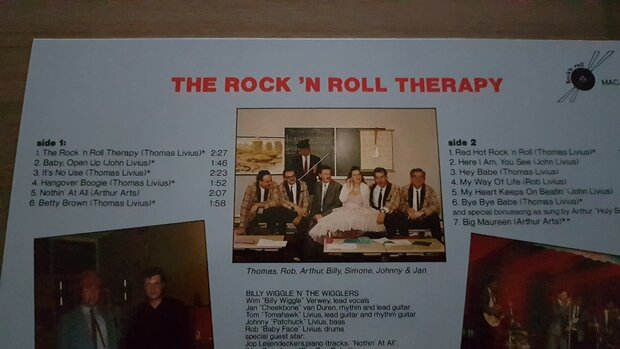 THE ROCK 'N ROLL THERAPY
Rock'n roll
MAC
side 1:
1. The Rock 'n Roll Therapy (Thomas Livius)* 2:27
2. Baby, Open Up (John Livius)* 1:46
3. It's No Use (Thomas Livius)* 2:23
4. Hangover Boogie (Thomas Livius)* 1:52
5. Nothin' At All (Arthur Arts) 2:07
6. Betty Brown (Thomas Livius)* 1:58
side 2
1. Red Hot Rock 'n Roll (Thomas Livius)*
2. Here I Am, You See (John Livius)
3. Hey Babe (Thomas Livius)
4. My Way Of Life (Rob Livius)
5. My Heart Keeps On Beatin' (John Livius)
6. Bye Bye Babe (Thomas Livius)*
and special bonussong as sung by Arthur "Holy
7. Big Maureen (Arthur Arts)**
Thomas, Rob, Arthur, Billy, Simone, Johnny & Jan
BILLY WIGGLE 'N THE WIGGLERS
Wim "Billy Wiggle" Verwey, lead vocals
Jan "Cheekbone" van Duren, rhythm and lead guitar
Tom "Tomahawk" Livius, lead guitar and rhythm guitar
Johnny "Patchuck" Livius, bass
Rob "Baby Face" Livius, drums
special guest star:
Jop Leijendeckers, piano (tracks: "Nothin' At All",